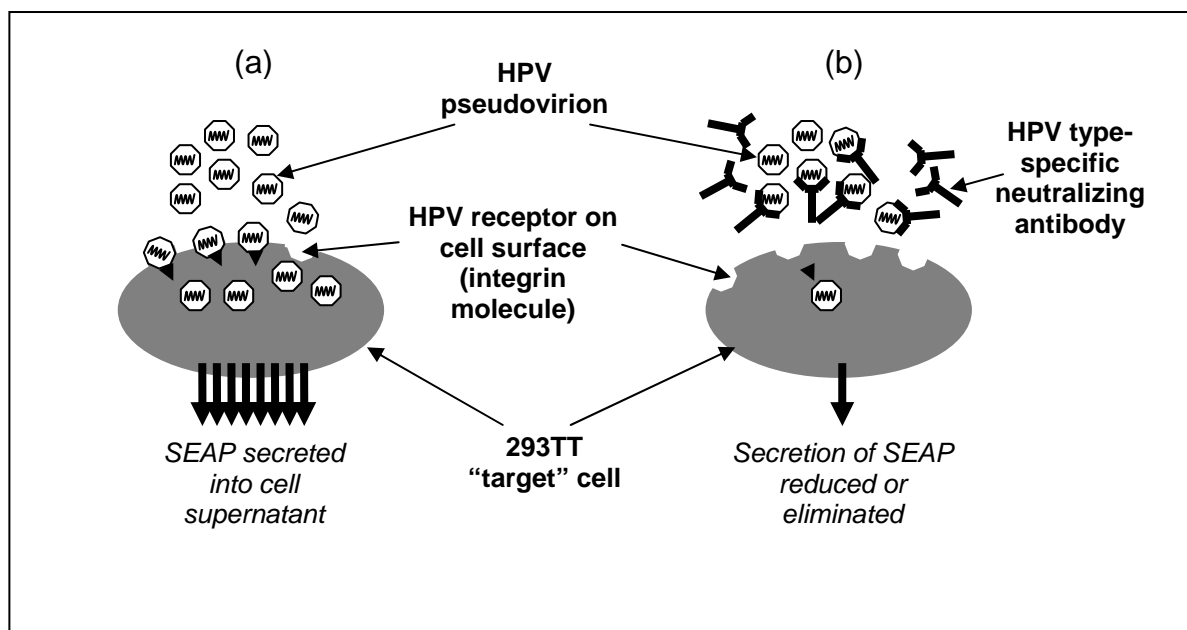 (a)
(b)
HPV
pseudovirion
HPV type-
specific
neutralizing
antibody
HPV receptor on
cell surface
(integrin
molecule)
SEAP secreted
into cell
supernatant
293TT
“target” cell
Secretion of SEAP
reduced or
eliminated